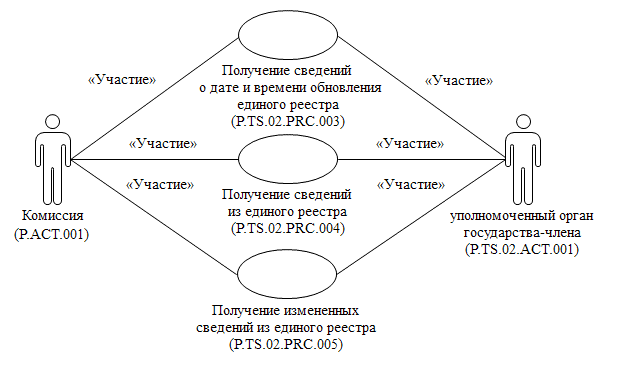 «Участие»
«Участие»
Получение сведений
о дате и времени обновления
единого реестра
(P.TS.02.PRC.003)
«Участие»
«Участие»
«Участие»
«Участие»
Получение сведений
из единого реестра
(P.TS.02.PRC.004)
Комиссия
(P.ACT.001)
уполномоченный орган
государства-члена
(P.TS.02.ACT.001)
Получение измененных
сведений из единого реестра
(P.TS.02.PRC.005)